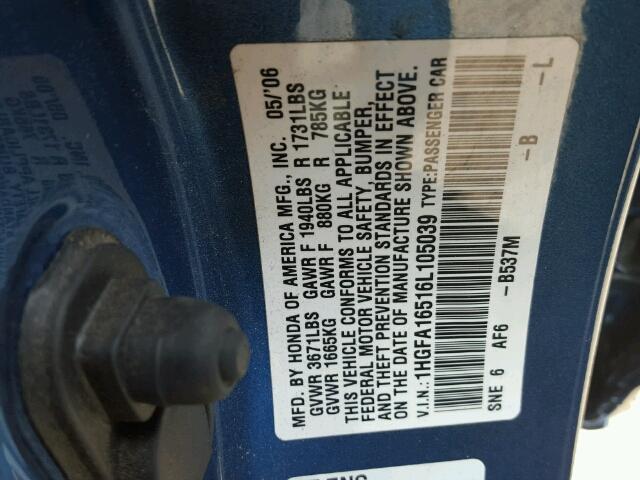 MFD. BY HONDA OF AMERICA MFG., INC. 05/'06
GVWR 3671LBS GAWR F 1940LBS R 1731LBS
GVWR 1665KG GAWR F 880KG R 785KG
THIS VEHICLE CONFORMS TO ALL APPLICABLE
FEDERAL MOTOR VEHICLE SAFETY, BUMPER,
AND THEFT PREVENTION STANDARDS IN EFFECT
ON THE DATE OF MANUFACTURE SHOWN ABOVE.
V.I.N.:1HGFA16516L105039 TYPE:PASSENGER CAR
SNE 6 AF6 -B537M -B -L